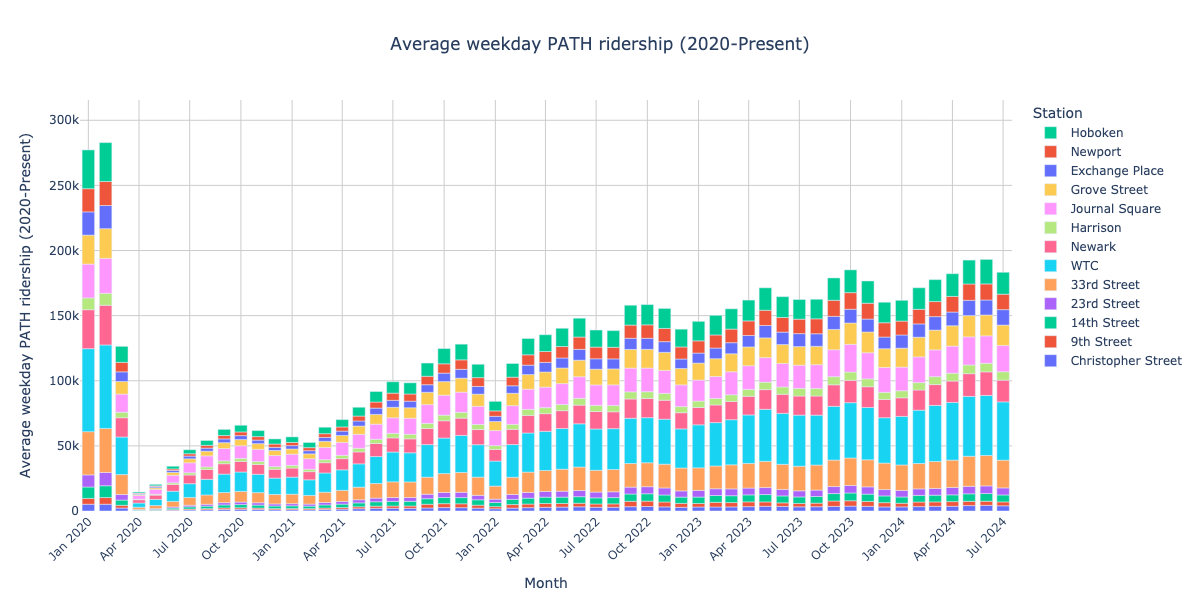 Average weekday PATH ridership (2020-Present)
Average weekday PATH ridership (2020-Present)
300k
250k
200k
150k
100k
50k
0
Jan 2020
Apr 2020
Jul 2020
Oct 2020
Jan 2021
Apr 2021
Jul 2021
Oct 2021
Jan 2022
Apr 2022
Jul 2022
Oct 2022
Jan 2023
Apr 2023
Jul 2023
Oct 2023
Jan 2024
Apr 2024
Jul 2024
Month
Station
Hoboken
Newport
Exchange Place
Grove Street
Journal Square
Harrison
Newark
WTC
33rd Street
23rd Street
14th Street
9th Street
Christopher Street